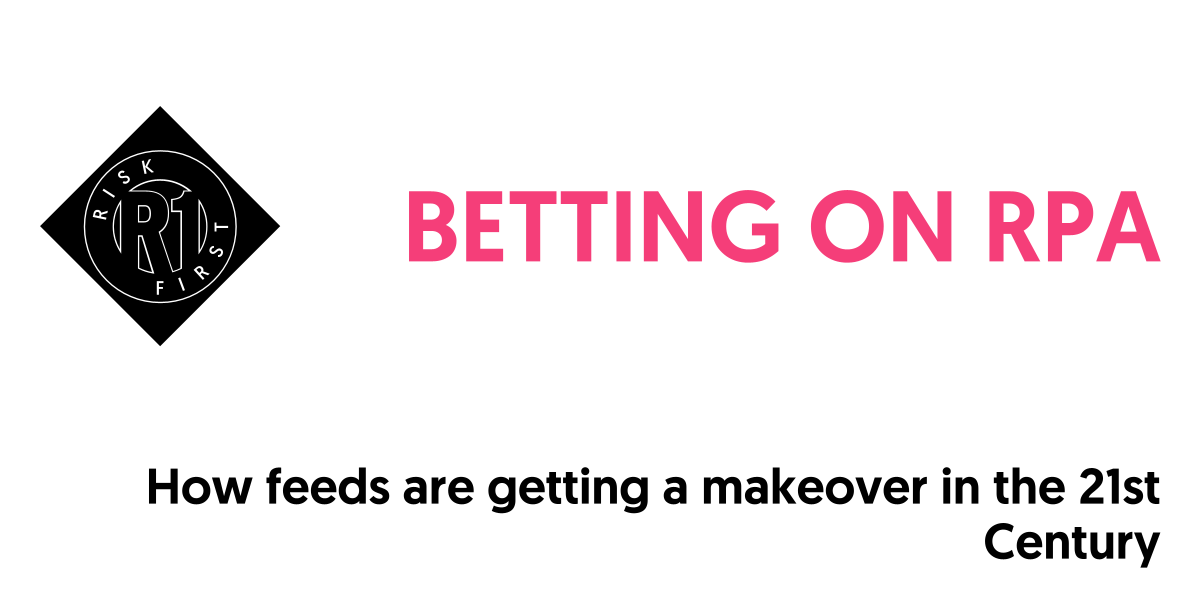 RISK
R1
FIRST
BETTING ON RPA
How feeds are getting a makeover in the 21st
Century